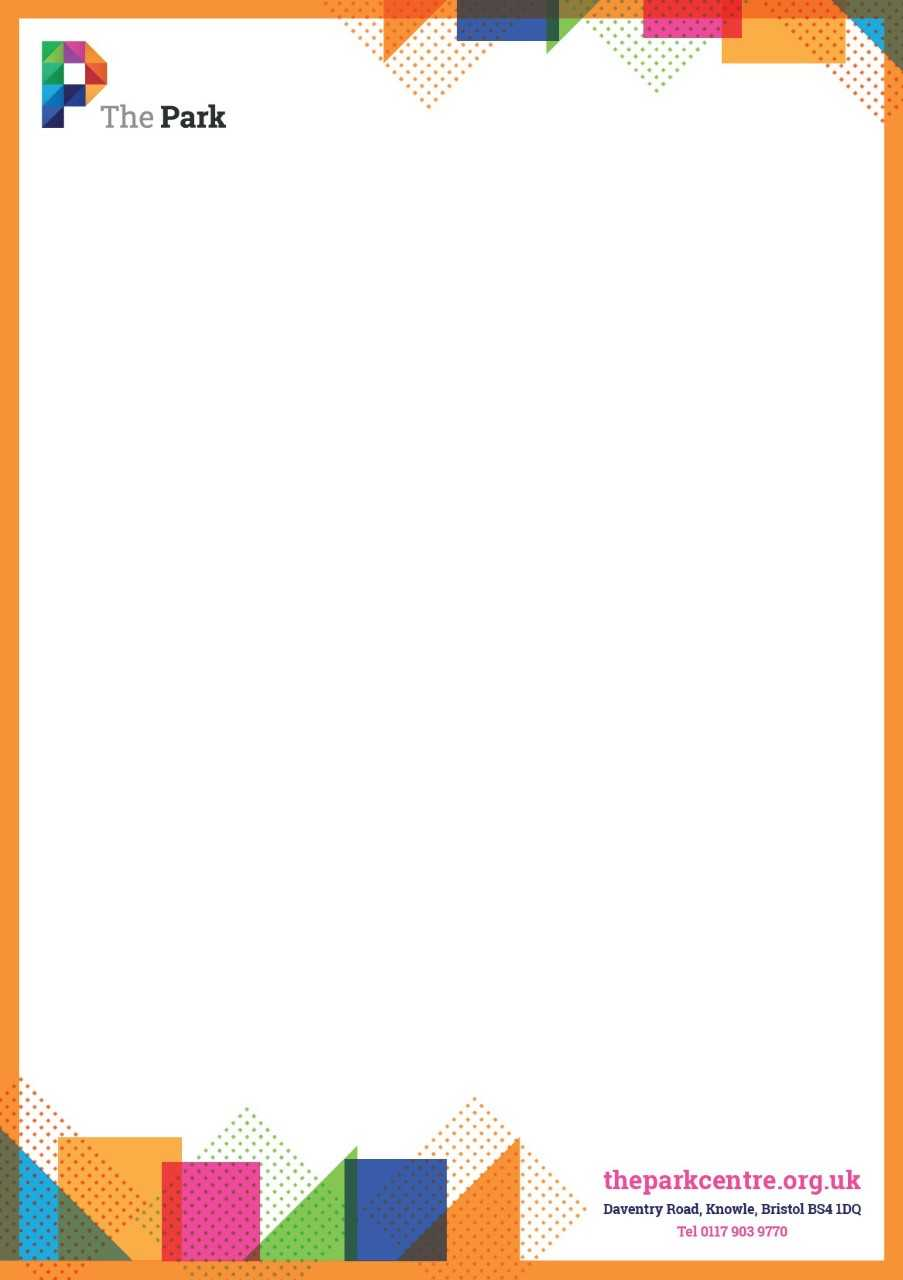 The Park
theparkcentre.org.uk
Daventry Road, Knowle, Bristol BS4 1DQ
Tel 0117 903 9770